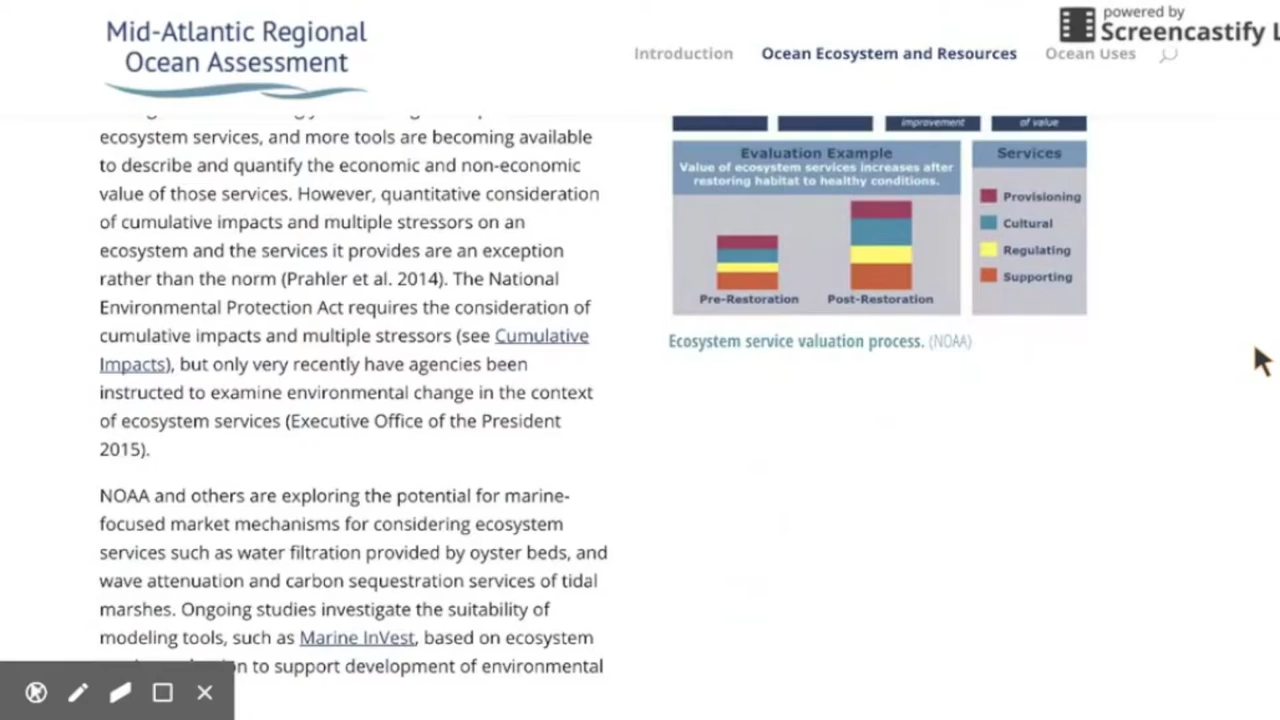 Mid-Atlantic Regional
Ocean Assessment
Introduction
Ocean Ecosystem and Resources
Ocean Uses
powered by
Screencastify L
ecosystem services, and more tools are becoming available
to describe and quantify the economic and non-economic
value of those services. However, quantitative consideration
of cumulative impacts and multiple stressors on an
ecosystem and the services it provides are an exception
rather than the norm (Prahler et al. 2014). The National
Environmental Protection Act requires the consideration of
cumulative impacts and multiple stressors (see Cumulative
Impacts), but only very recently have agencies been
instructed to examine environmental change in the context
of ecosystem services (Executive Office of the President
2015).
NOAA and others are exploring the potential for marine-
focused market mechanisms for considering ecosystem
services such as water filtration provided by oyster beds, and
wave attenuation and carbon sequestration services of tidal
marshes. Ongoing studies investigate the suitability of
modeling tools, such as Marine InVest, based on ecosystem
to support development of environmental
improvement
of value
Evaluation Example
Value of ecosystem services increases after
restoring habitat to healthy conditions.
Pre-Restoration
Post-Restoration
Services
Provisioning
Cultural
Regulating
Supporting
Ecosystem service valuation process. (NOAA)